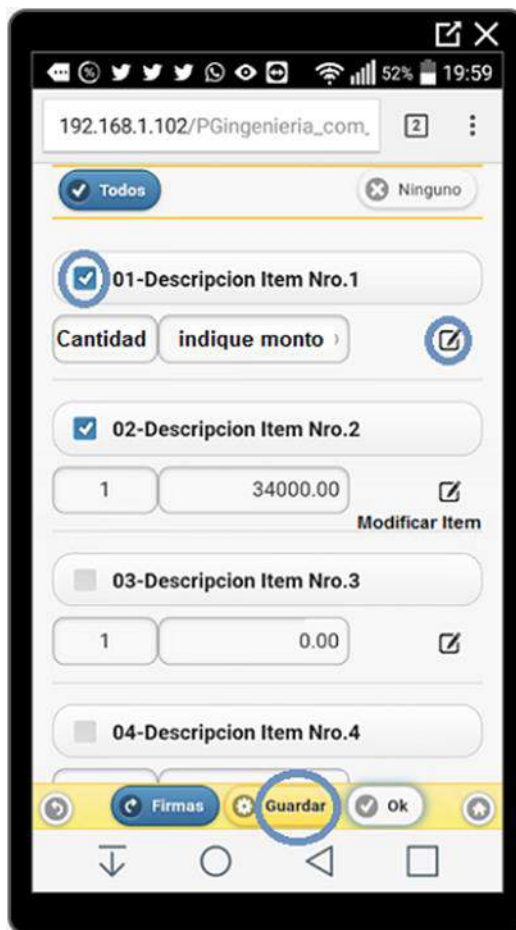 52% 19:59
192.168.1.102/PGingenieria_com_ 2
Todos Ninguno
01-Descripcion Item Nro.1
Cantidad indique monto
02-Descripcion Item Nro.2
1 34000.00
Modificar Item
03-Descripcion Item Nro.3
1 0.00
04-Descripcion Item Nro.4
Firmas Guardar Ok